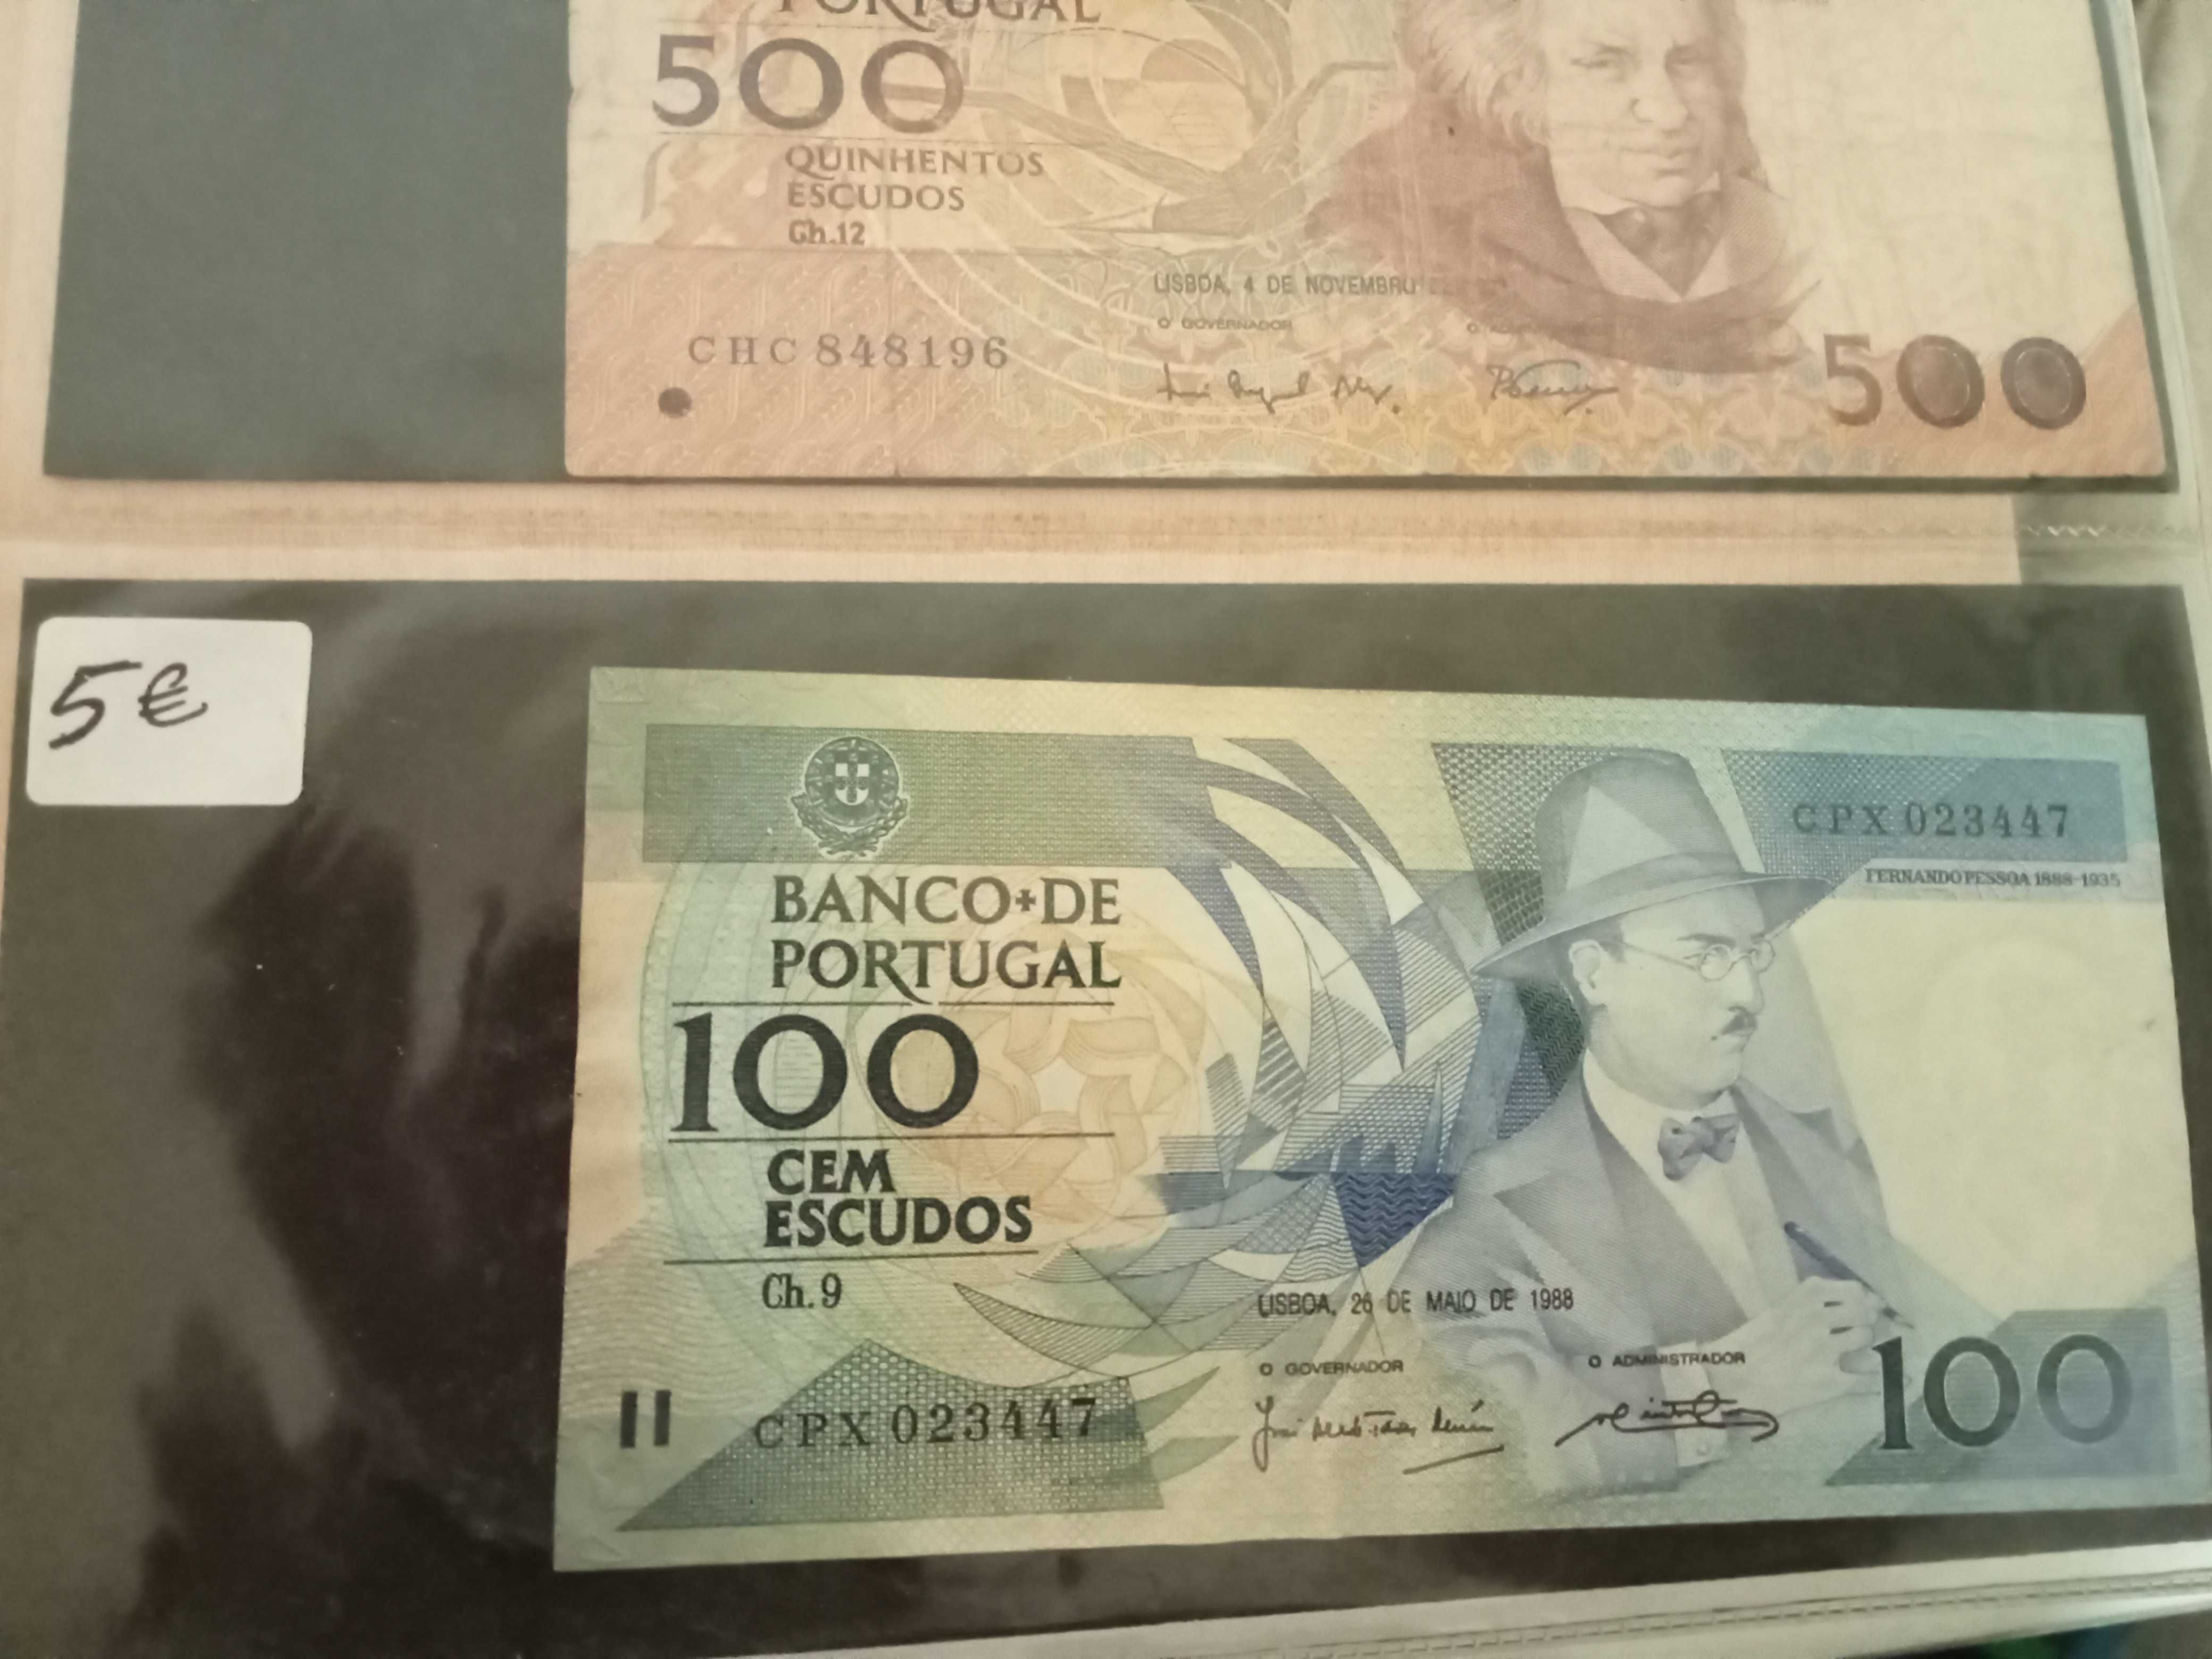 PORTUGAL
500
QUINHENTOS
ESCUDOS
Ch.12
LISBOA, 4 DE NOVEMBRO
O GOVERNADOR
CHC 848196
500
5€
CPX 023447
FERNANDO PESSOA 1888-1935
BANCO+DE
PORTUGAL
100
CEM
ESCUDOS
Ch. 9
LISBOA, 26 DE MAIO DE 1988
O GOVERNADOR
O ADMINISTRADOR
CPX 023447
100